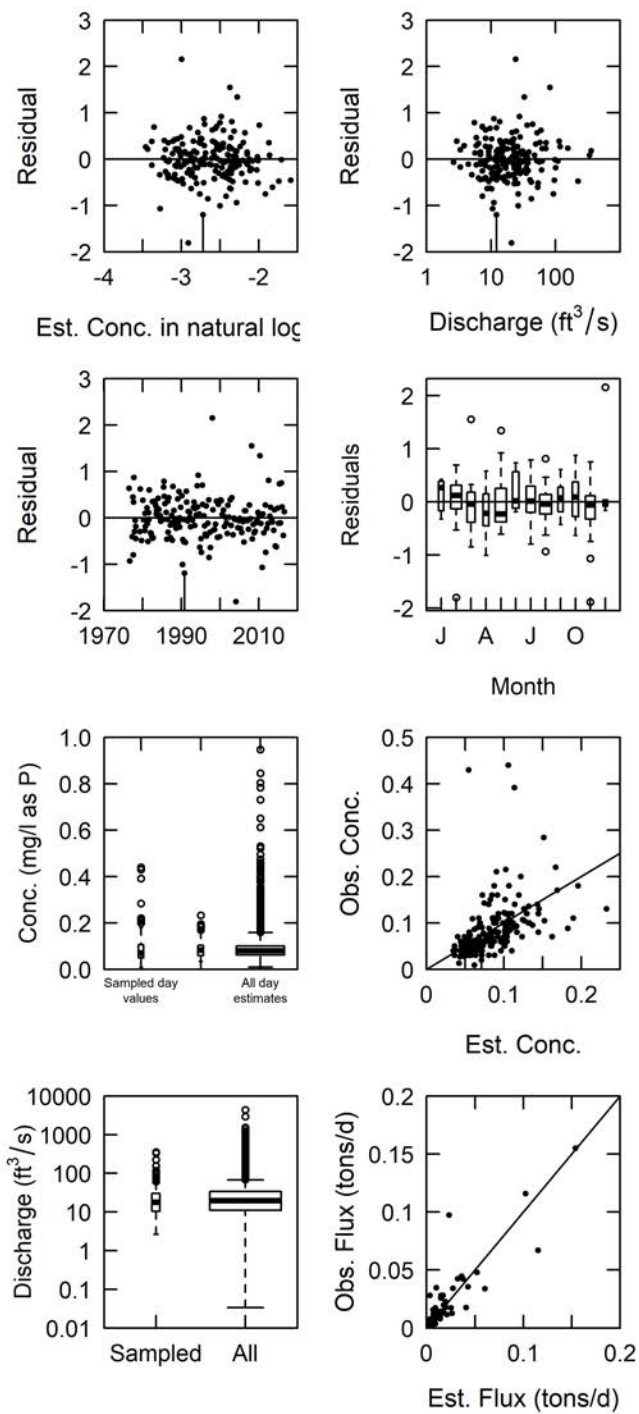 3
2
1
0
-1
-2
Residual
-4 -3 -2
Est. Conc. in natural log
3
2
1
0
-1
-2
Residual
1 10 100
Discharge (ft³/s)
3
2
1
0
-1
-2
Residual
1970 1990 2010
2
1
0
-1
-2
Residuals
J A J O
Month
1.0
0.8
0.6
0.4
0.2
0.0
Conc. (mg/l as P)
Sampled day
values
All day
estimates
0.5
0.4
0.3
0.2
0.1
0
Obs. Conc.
0 0.1 0.2
Est. Conc.
10000
1000
100
10
1
0.1
0.01
Discharge (ft³/s)
Sampled All
0.2
0.15
0.1
0.05
0
Obs. Flux (tons/d)
0 0.1 0.2
Est. Flux (tons/d)